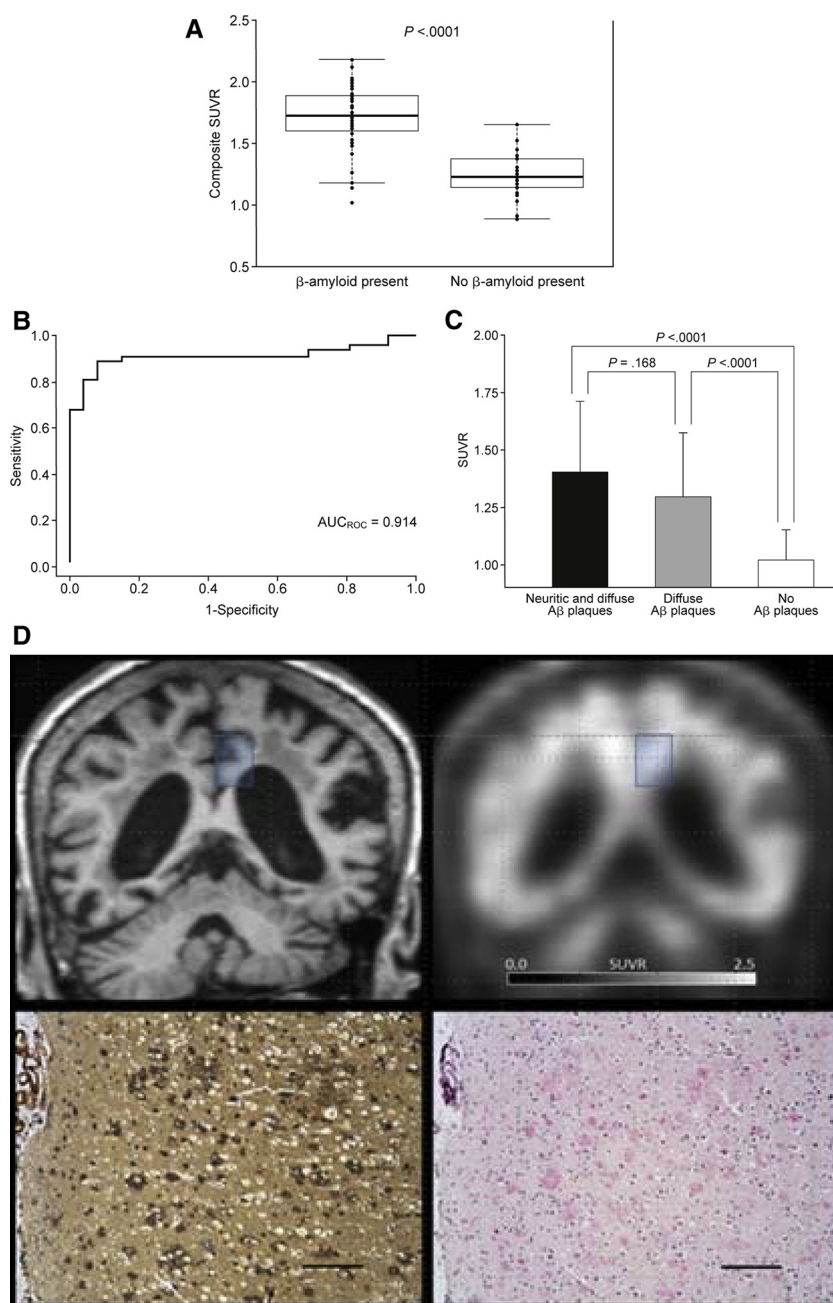 A
P <.0001
Composite SUVR
2.5
2.0
1.5
1.0
0.5
β-amyloid present
No β-amyloid present
B
Sensitivity
1.0
0.8
0.6
0.4
0.2
0.0
AUCROC = 0.914
0.0
0.2
0.4
0.6
0.8
1.0
1-Specificity
C
SUVR
2.00
1.75
1.50
1.25
1.00
P <.0001
P = .168
P <.0001
Neuritic and diffuse
Aβ plaques
Diffuse
Aβ plaques
No
Aβ plaques
D
0.0 SUVR 2.5